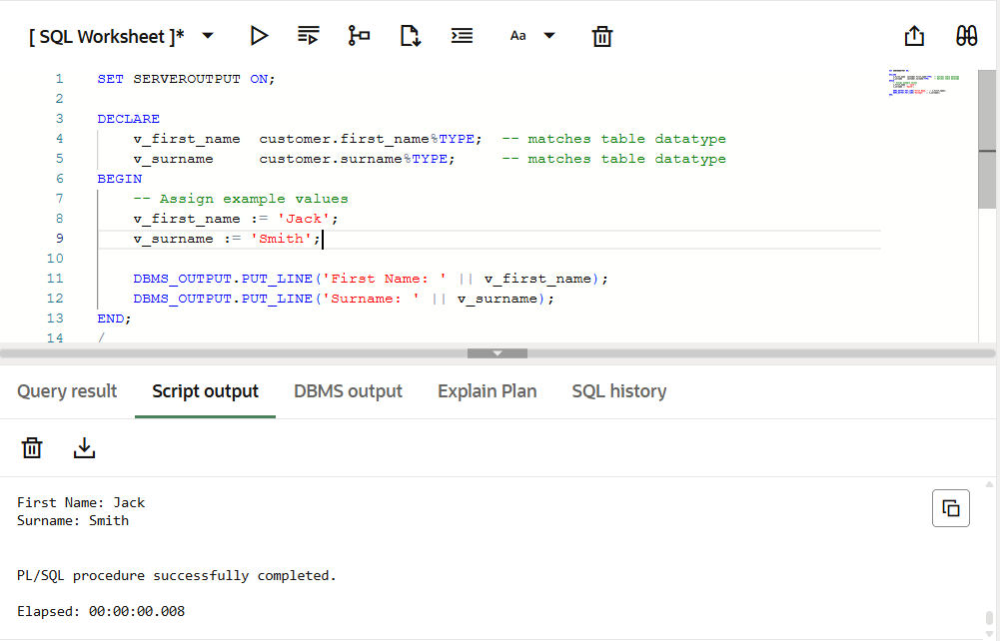 [ SQL Worksheet ]*
Aa
1 SET SERVEROUTPUT ON;
2
3 DECLARE
4 v_first_name customer.first_name%TYPE; -- matches table datatype
5 v_surname customer.surname%TYPE; -- matches table datatype
6 BEGIN
7 -- Assign example values
8 v_first_name := 'Jack';
9 v_surname := 'Smith';
10
11 DBMS_OUTPUT.PUT_LINE('First Name: ' || v_first_name);
12 DBMS_OUTPUT.PUT_LINE('Surname: ' || v_surname);
13 END;
14 /
Query result Script output DBMS output Explain Plan SQL history
First Name: Jack
Surname: Smith
PL/SQL procedure successfully completed.
Elapsed: 00:00:00.008